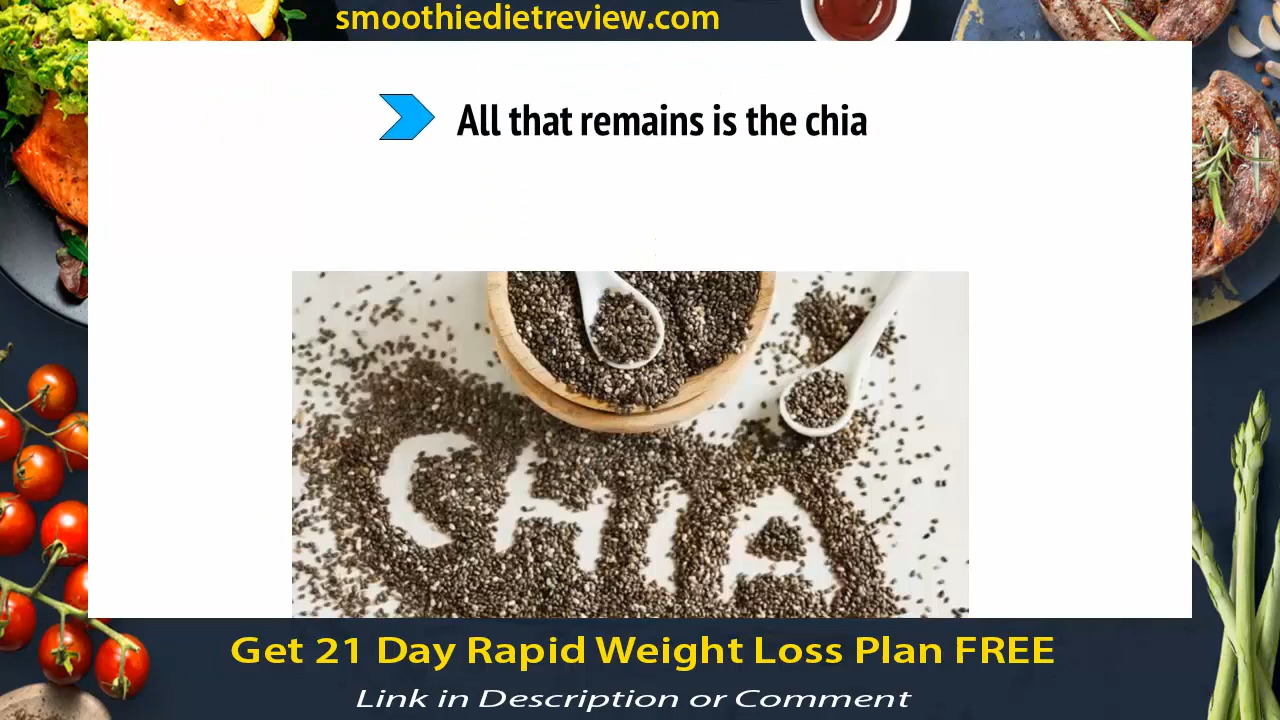 smoothiedietreview.com
All that remains is the chia
CHIA
Get 21 Day Rapid Weight Loss Plan FREE
Link in Description or Comment